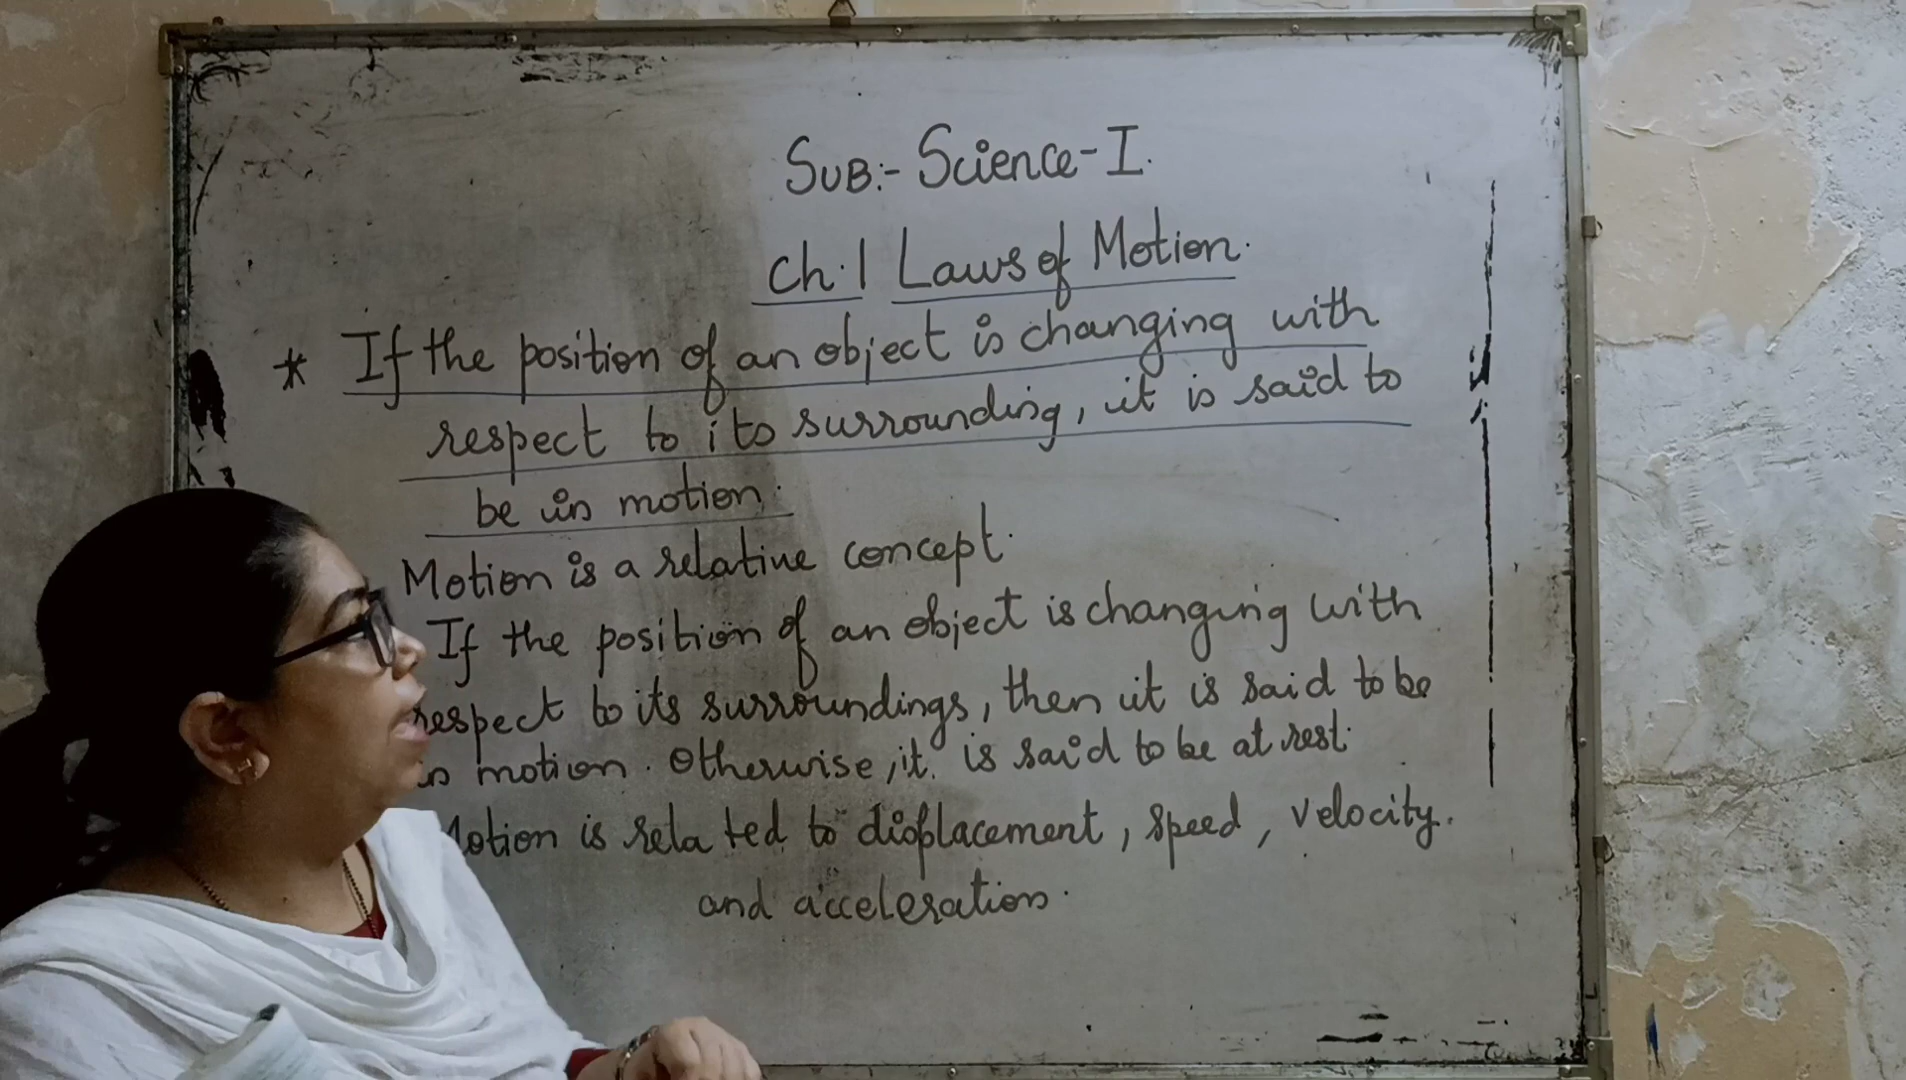 SUB:- Science-I.
Ch.1 Laws of Motion.
* If the position of an object is changing with
respect to its surrounding, it is said to
be in motion.
Motion is a relative concept.
If the position of an object is changing with
respect to its surroundings, then it is said to be
motion. Otherwise, it is said to be at rest.
Motion is related to displacement, speed, velocity.
and acceleration.